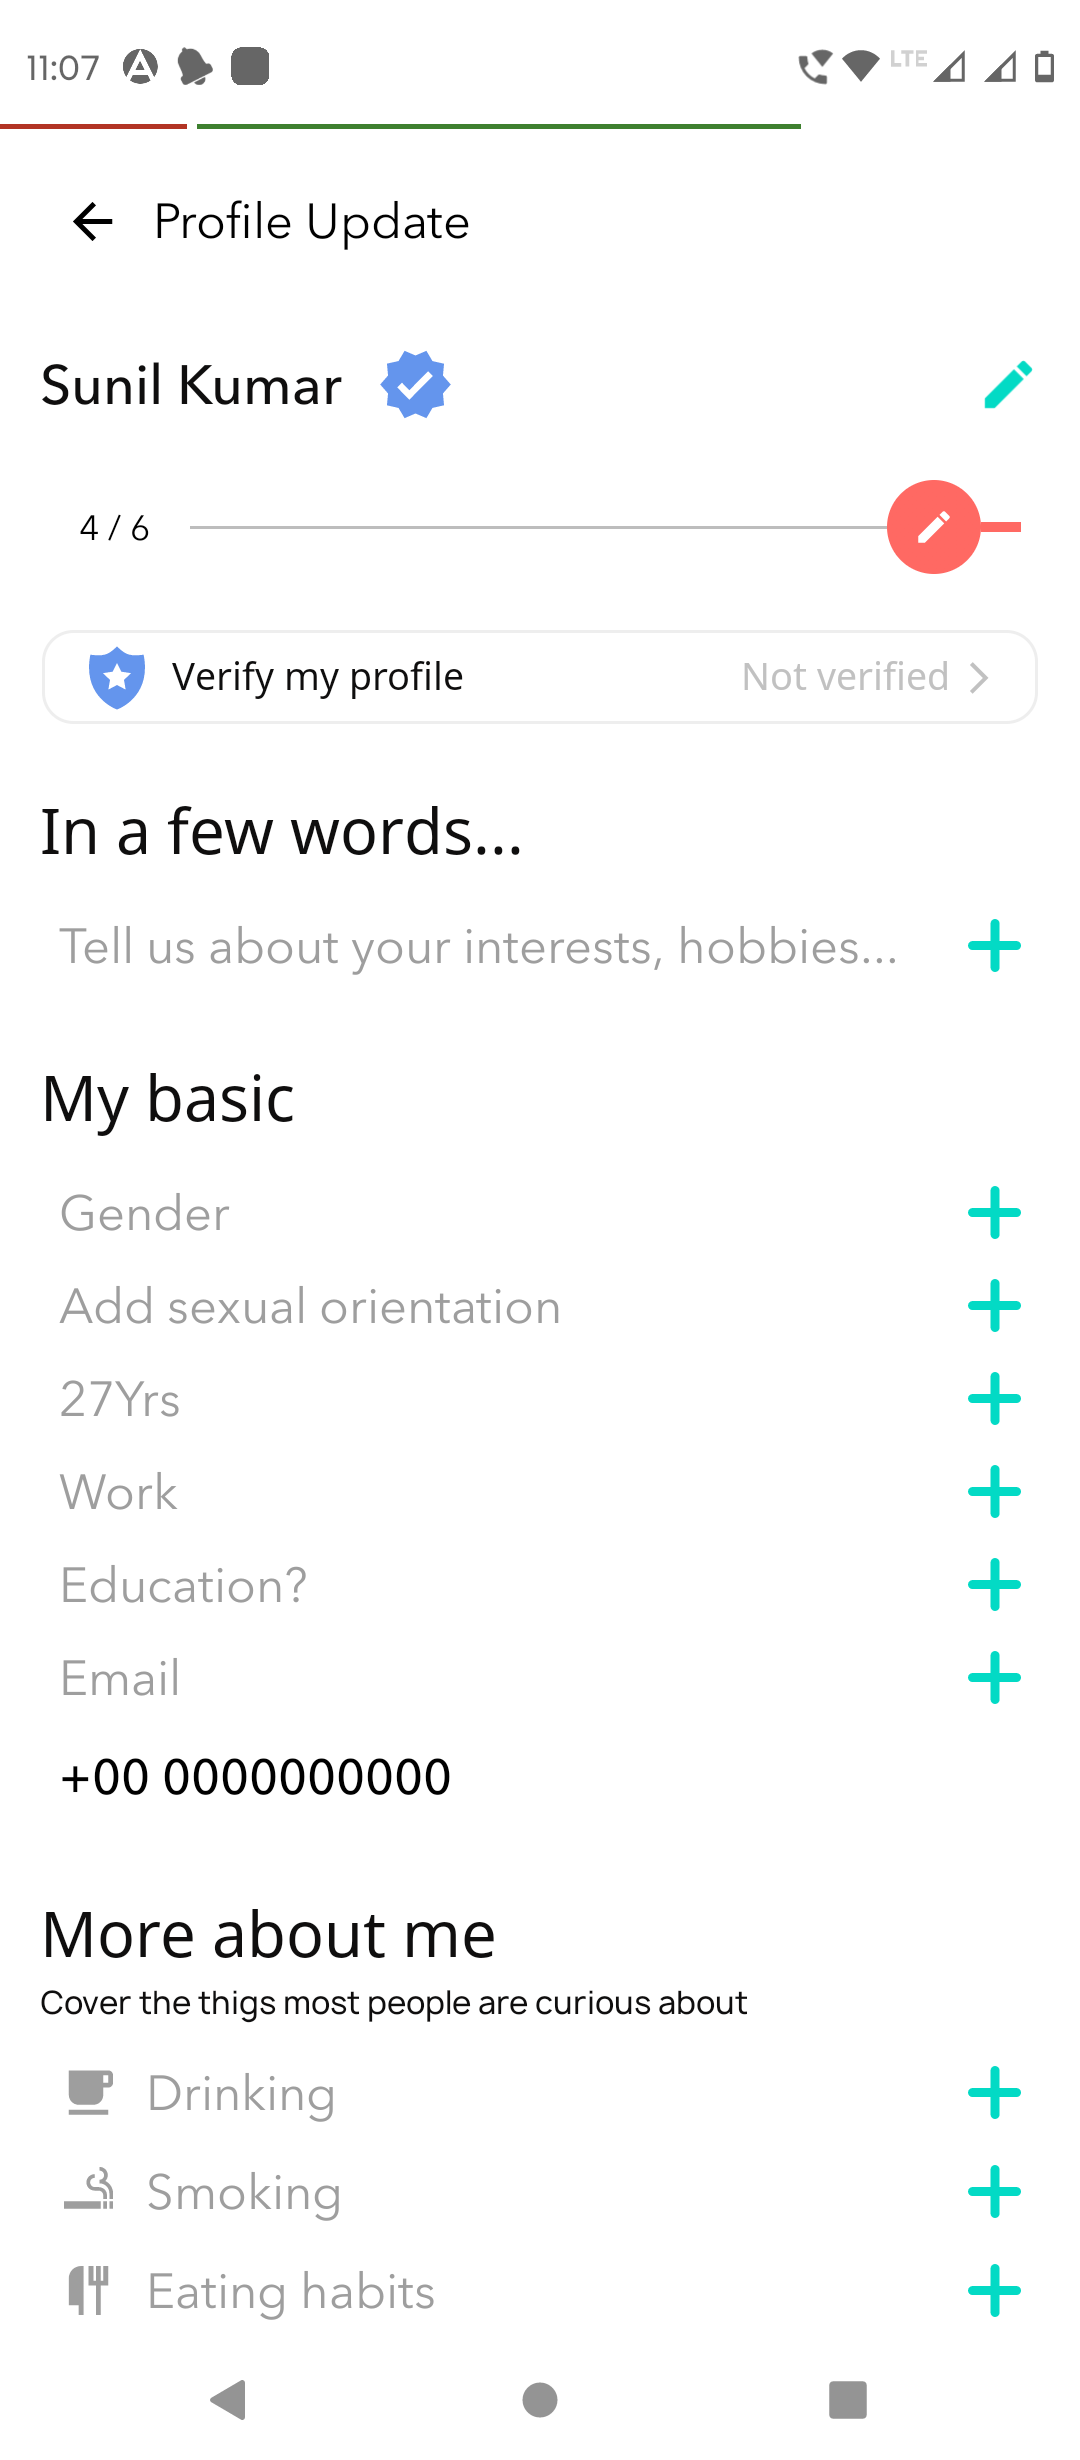 11:07
LTE
Profile Update
Sunil Kumar
4 / 6
Verify my profile Not verified
In a few words...
Tell us about your interests, hobbies...
My basic
Gender
Add sexual orientation
27Yrs
Work
Education?
Email
+00 0000000000
More about me
Cover the thigs most people are curious about
Drinking
Smoking
Eating habits